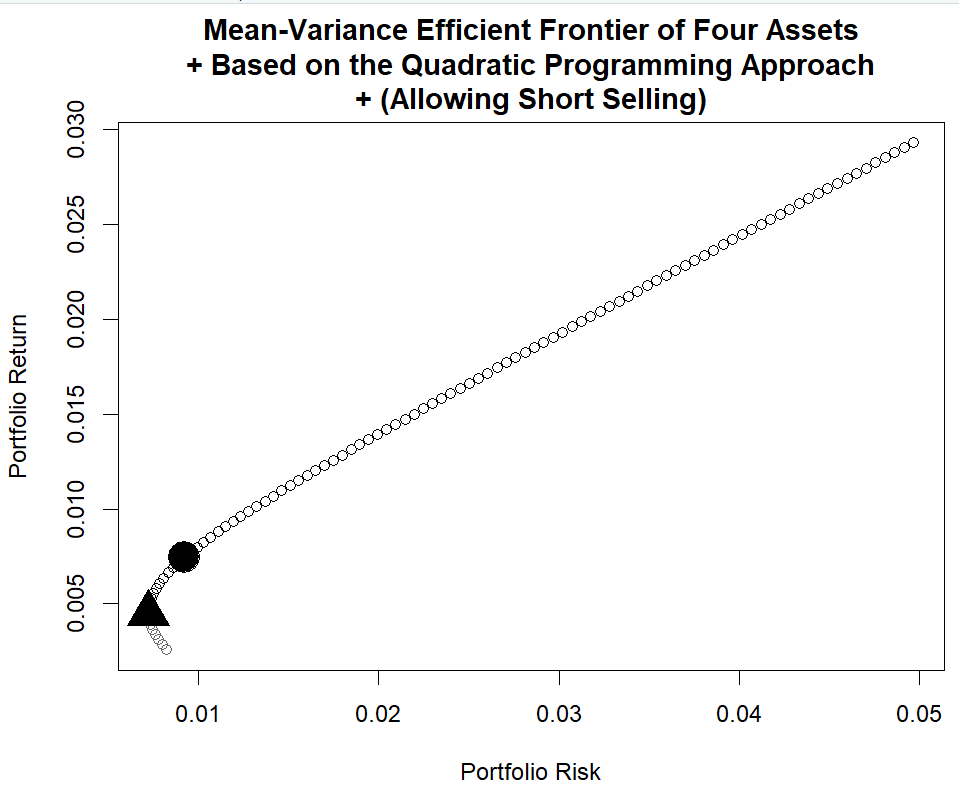 Mean-Variance Efficient Frontier of Four Assets
+ Based on the Quadratic Programming Approach
+ (Allowing Short Selling)
Portfolio Return
0.030
0.025
0.020
0.015
0.010
0.005
0.01
0.02
0.03
0.04
0.05
Portfolio Risk